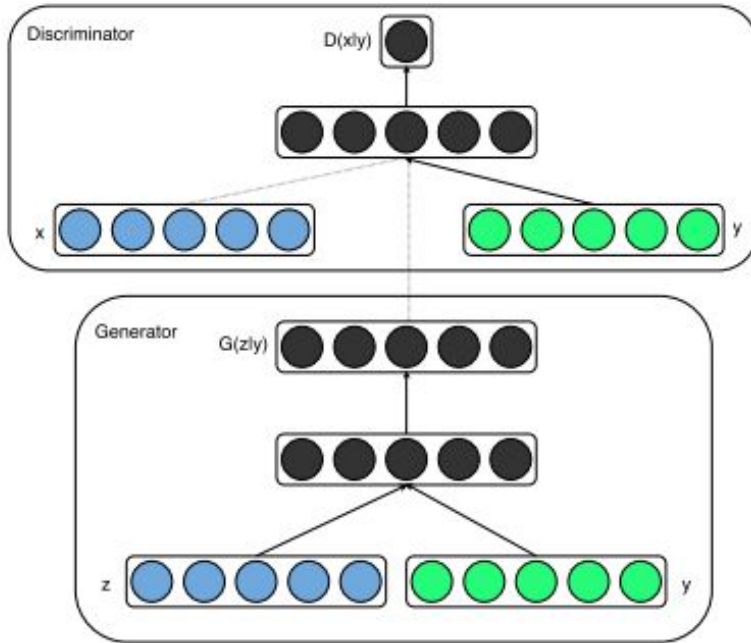 Discriminator
D(x|y)
x
y
Generator
G(z|y)
z
y